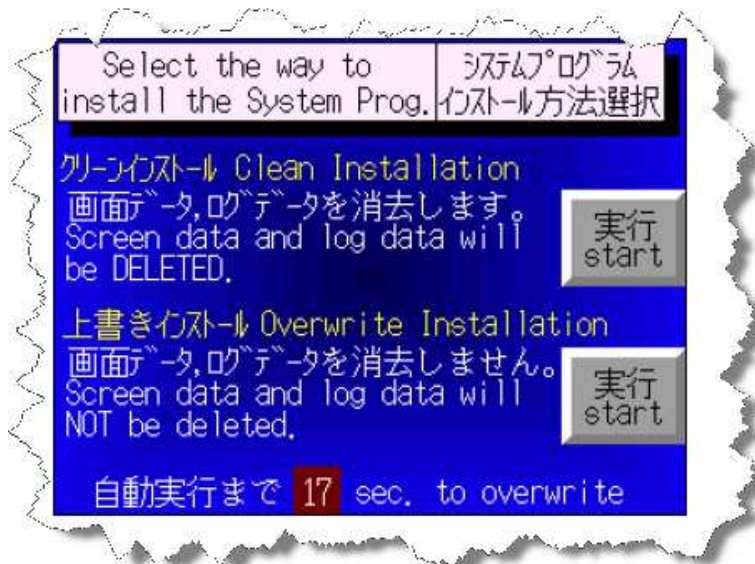 Select the way to
install the System Prog.
システムプログラム
インストール方法選択
クリーンインストール Clean Installation
画面データ,ログデータを消去します。
Screen data and log data will
be DELETED.
実行
start
上書きインストール Overwrite Installation
画面データ,ログデータを消去しません。
Screen data and log data will
NOT be deleted.
実行
start
自動実行まで 17 sec. to overwrite